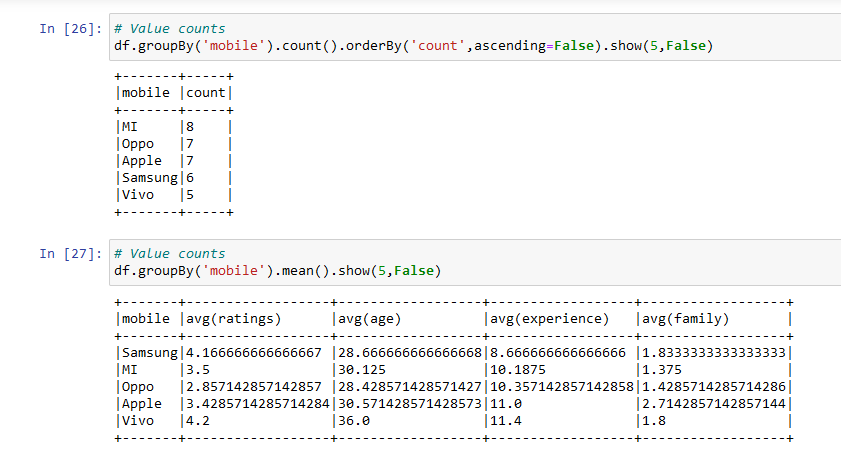 In [26]: # Value counts
df.groupBy('mobile').count().orderBy('count',ascending=False).show(5,False)
+-------+-----+
|mobile |count|
+-------+-----+
|MI     |8    |
|Oppo   |7    |
|Apple  |7    |
|Samsung|6    |
|Vivo   |5    |
+-------+-----+
In [27]: # Value counts
df.groupBy('mobile').mean().show(5,False)
+-------+------------------+------------------+------------------+------------------+
|mobile |avg(ratings)      |avg(age)          |avg(experience)   |avg(family)       |
+-------+------------------+------------------+------------------+------------------+
|Samsung|4.166666666666667 |28.666666666666668|8.666666666666666 |1.8333333333333333|
|MI     |3.5               |30.125            |10.1875           |1.375             |
|Oppo   |2.857142857142857 |28.428571428571427|10.357142857142858|1.4285714285714286|
|Apple  |3.4285714285714284|30.571428571428573|11.0              |2.7142857142857144|
|Vivo   |4.2               |36.0              |11.4              |1.8               |
+-------+------------------+------------------+------------------+------------------+